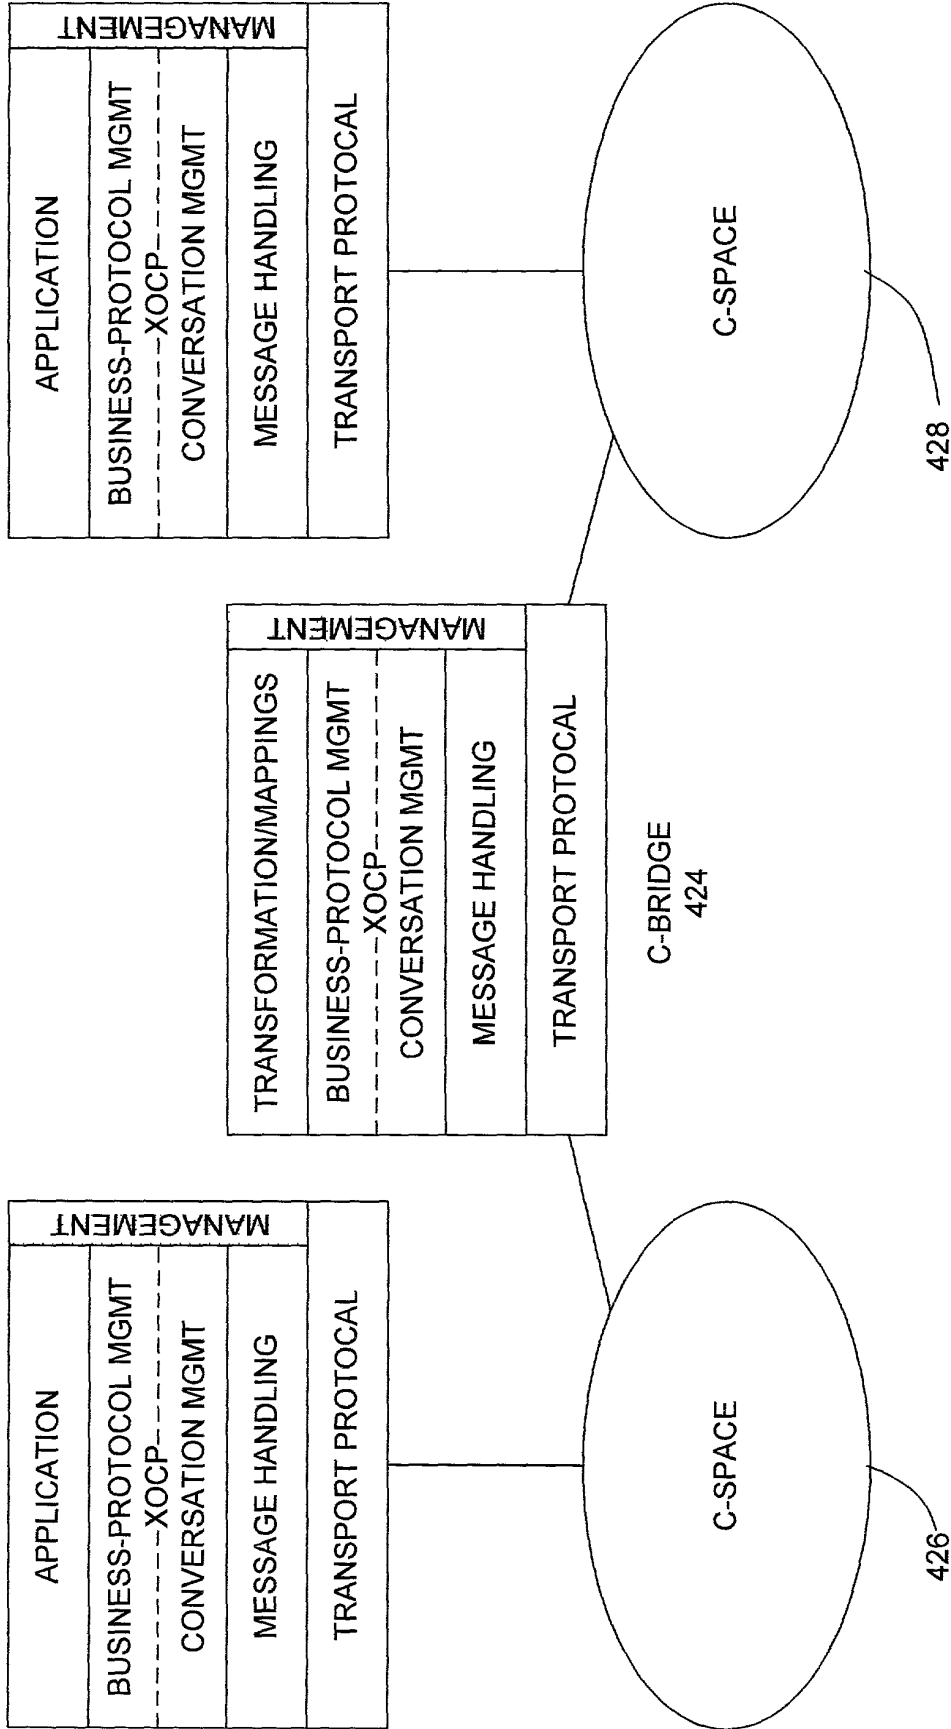 APPLICATION
BUSINESS-PROTOCOL MGMT
XOCP
CONVERSATION MGMT
MESSAGE HANDLING
TRANSPORT PROTOCAL
MANAGEMENT
C-SPACE
426
TRANSFORMATION/MAPPINGS
BUSINESS-PROTOCOL MGMT
XOCP
CONVERSATION MGMT
MESSAGE HANDLING
TRANSPORT PROTOCAL
MANAGEMENT
C-BRIDGE
424
APPLICATION
BUSINESS-PROTOCOL MGMT
XOCP
CONVERSATION MGMT
MESSAGE HANDLING
TRANSPORT PROTOCAL
MANAGEMENT
C-SPACE
428